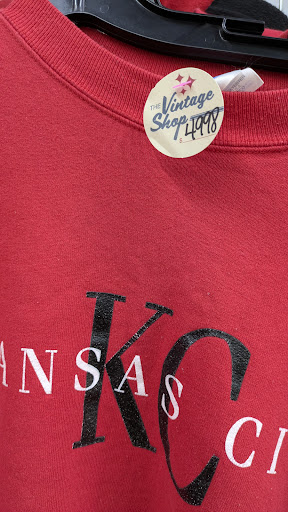 THE
Vintage
Shop
$ 4998
KC
ANSAS CI